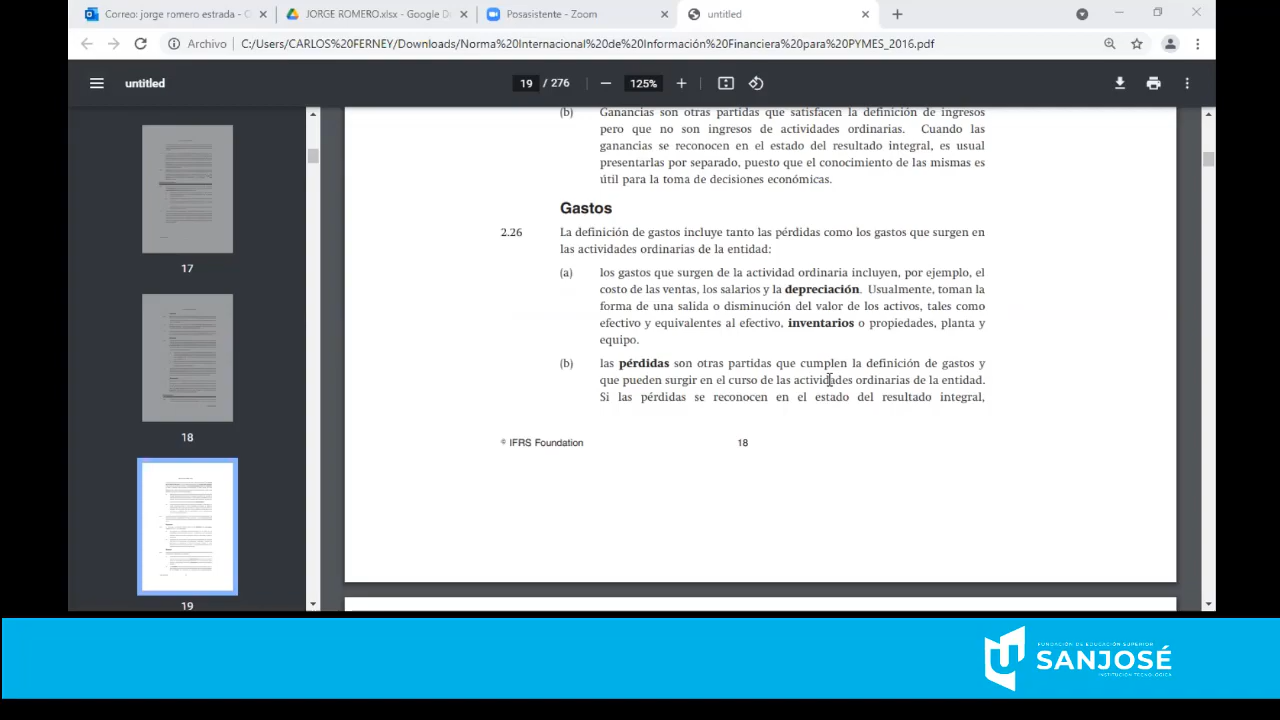 Correo: jorge romero estrada - O
JORGE ROMERO.xlsx - Google D
Posasistente - Zoom
untitled
Archivo
C:/Users/CARLOS%20FERNEY/Downloads/Norma%20Internacional%20de%20Información%20Financiera%20para%20PYMES_2016.pdf
untitled
19 / 276
125%
17
18
19
(b) Ganancias son otras partidas que satisfacen la definición de ingresos
pero que no son ingresos de actividades ordinarias. Cuando las
ganancias se reconocen en el estado del resultado integral, es usual
presentarlas por separado, puesto que el conocimiento de las mismas es
útil para la toma de decisiones económicas.
Gastos
2.26 La definición de gastos incluye tanto las pérdidas como los gastos que surgen en
las actividades ordinarias de la entidad:
(a) los gastos que surgen de la actividad ordinaria incluyen, por ejemplo, el
costo de las ventas, los salarios y la depreciación. Usualmente, toman la
forma de una salida o disminución del valor de los activos, tales como
efectivo y equivalentes al efectivo, inventarios o propiedades, planta y
equipo.
(b) las pérdidas son otras partidas que cumplen la definición de gastos y
que pueden surgir en el curso de las actividades ordinarias de la entidad.
Si las pérdidas se reconocen en el estado del resultado integral,
© IFRS Foundation
18
FUNDACIÓN DE EDUCACIÓN SUPERIOR
SANJOSÉ
INSTITUCIÓN TECNOLÓGICA